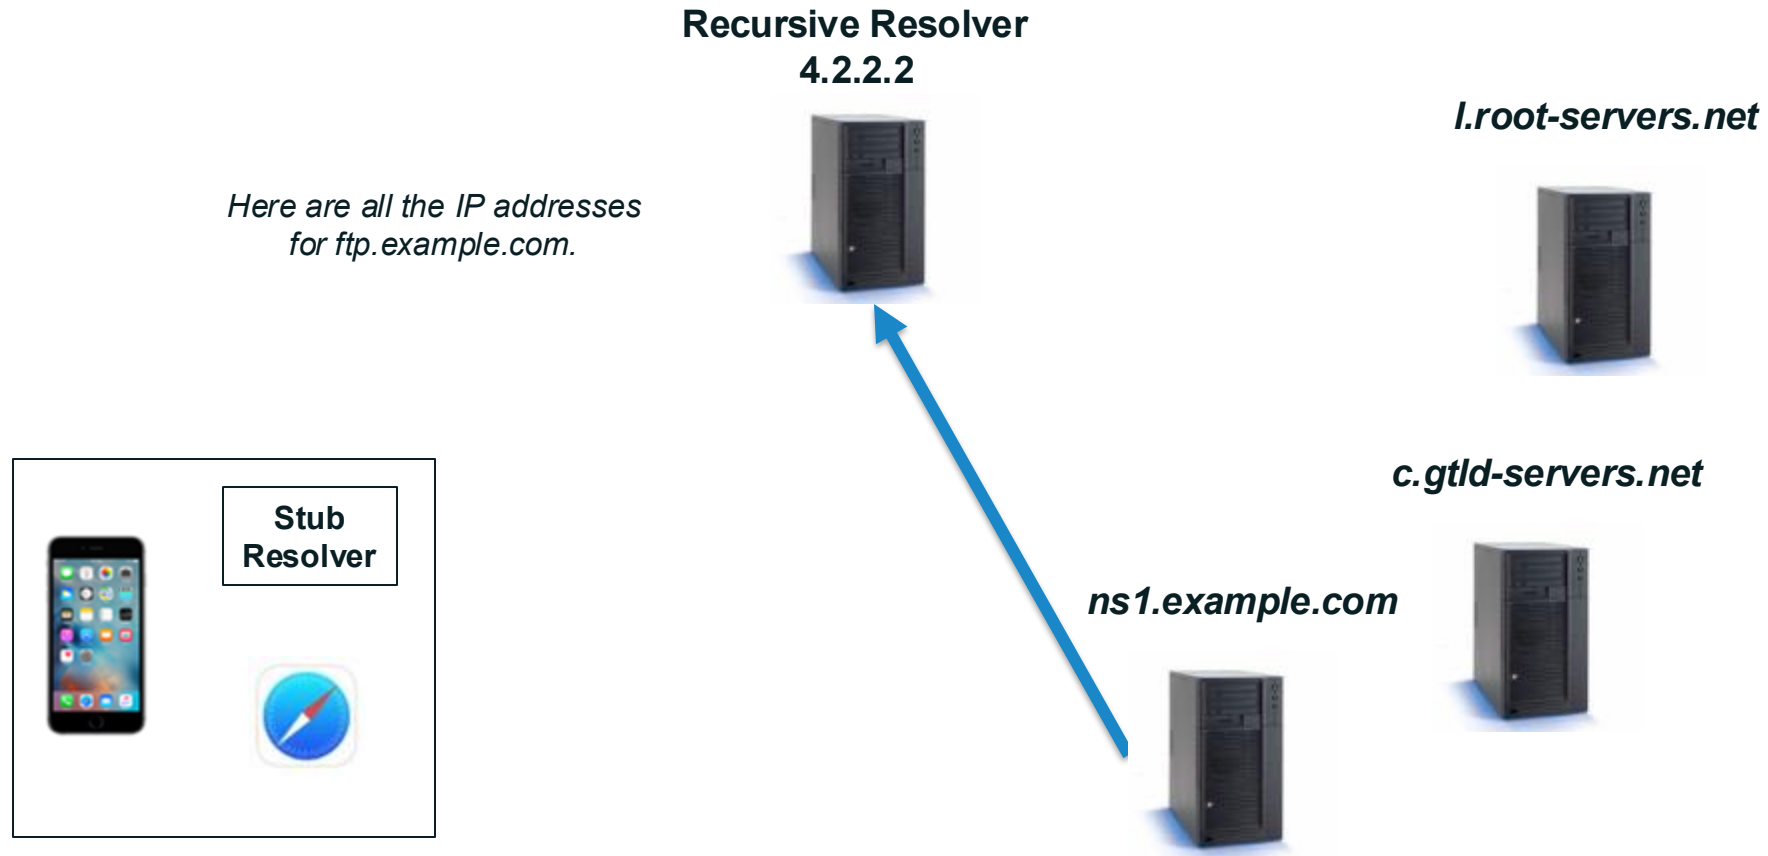 Recursive Resolver
4.2.2.2
l.root-servers.net
Here are all the IP addresses
for ftp.example.com.
c.gtld-servers.net
Stub
Resolver
ns1.example.com